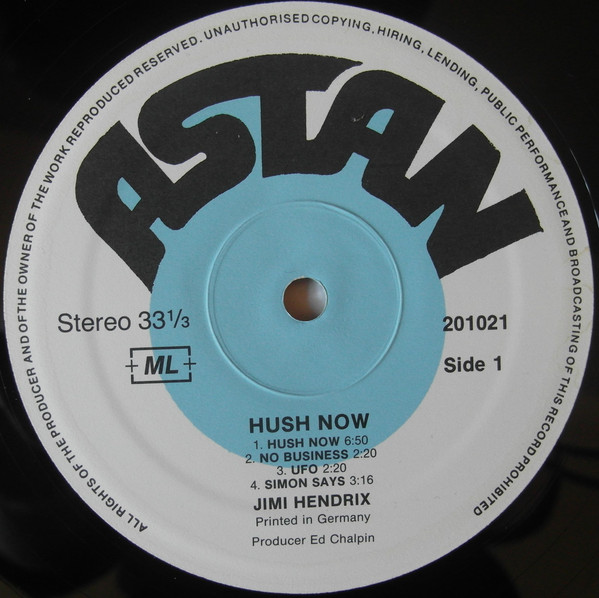 ALL RIGHTS OF THE PRODUCER AND OF THE OWNER OF THE WORK REPRODUCED RESERVED. UNAUTHORISED COPYING, HIRING, LENDING, PUBLIC PERFORMANCE AND BROADCASTING OF THIS RECORD PROHIBITED
ASTAN
Stereo 33 1/3
201021
ML
Side 1
HUSH NOW
1. HUSH NOW 6:50
2. NO BUSINESS 2:20
3. UFO 2:20
4. SIMON SAYS 3:16
JIMI HENDRIX
Printed in Germany
Producer Ed Chalpin